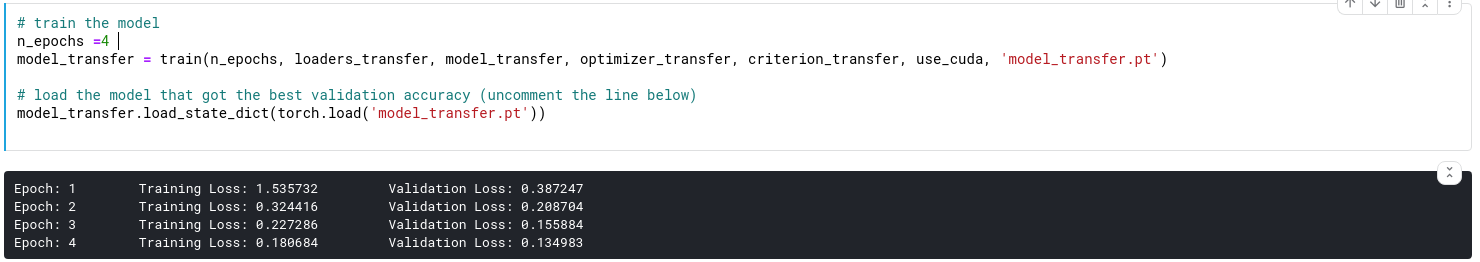 # train the model
n_epochs =4
model_transfer = train(n_epochs, loaders_transfer, model_transfer, optimizer_transfer, criterion_transfer, use_cuda, 'model_transfer.pt')
# load the model that got the best validation accuracy (uncomment the line below)
model_transfer.load_state_dict(torch.load('model_transfer.pt'))
Epoch: 1 Training Loss: 1.535732 Validation Loss: 0.387247
Epoch: 2 Training Loss: 0.324416 Validation Loss: 0.208704
Epoch: 3 Training Loss: 0.227286 Validation Loss: 0.155884
Epoch: 4 Training Loss: 0.180684 Validation Loss: 0.134983